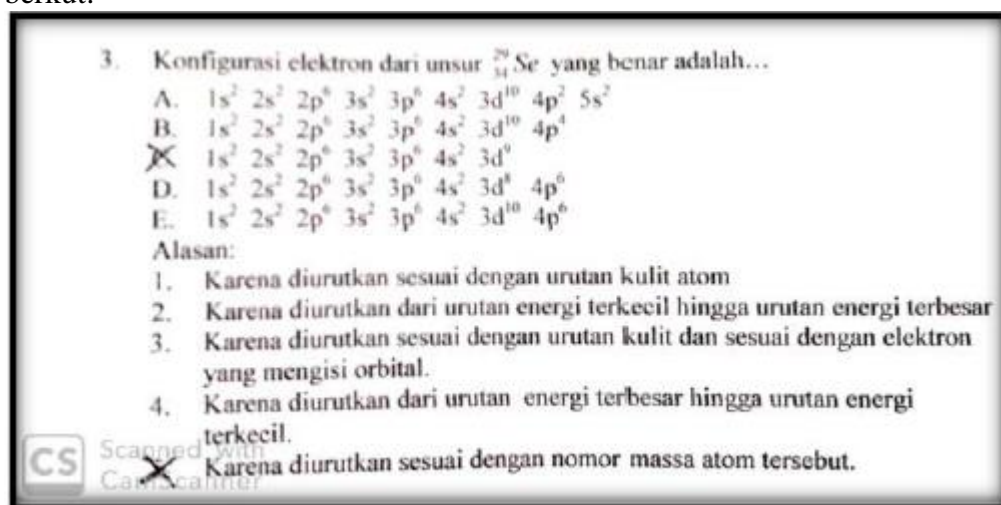 berkut.
3. Konfigurasi elektron dari unsur ²⁹₃₄Se yang benar adalah...
A. 1s² 2s² 2p⁶ 3s² 3p⁶ 4s² 3d¹⁰ 4p² 5s²
B. 1s² 2s² 2p⁶ 3s² 3p⁶ 4s² 3d¹⁰ 4p⁴
1s² 2s² 2p⁶ 3s² 3p⁶ 4s² 3d⁹
D. 1s² 2s² 2p⁶ 3s² 3p⁶ 4s² 3d⁸ 4p⁶
E. 1s² 2s² 2p⁶ 3s² 3p⁶ 4s² 3d¹⁰ 4p⁶
Alasan:
1. Karena diurutkan sesuai dengan urutan kulit atom
2. Karena diurutkan dari urutan energi terkecil hingga urutan energi terbesar
3. Karena diurutkan sesuai dengan urutan kulit dan sesuai dengan elektron
yang mengisi orbital.
4. Karena diurutkan dari urutan energi terbesar hingga urutan energi
terkecil.
Karena diurutkan sesuai dengan nomor massa atom tersebut.
CS Scanned with
CamScanner